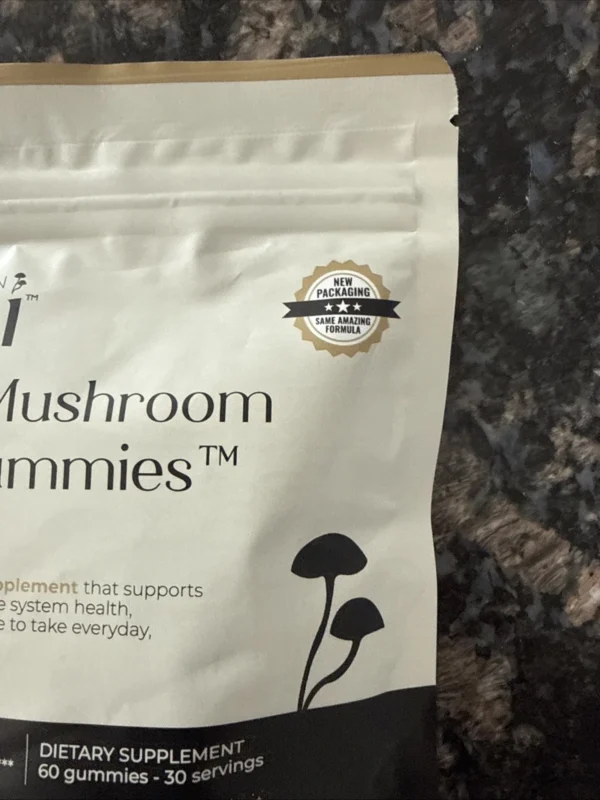 NEW
PACKAGING
SAME AMAZING
FORMULA
Mushroom
ummies™
pplement that supports
e system health,
e to take everyday,
*** DIETARY SUPPLEMENT
60 gummies - 30 servings